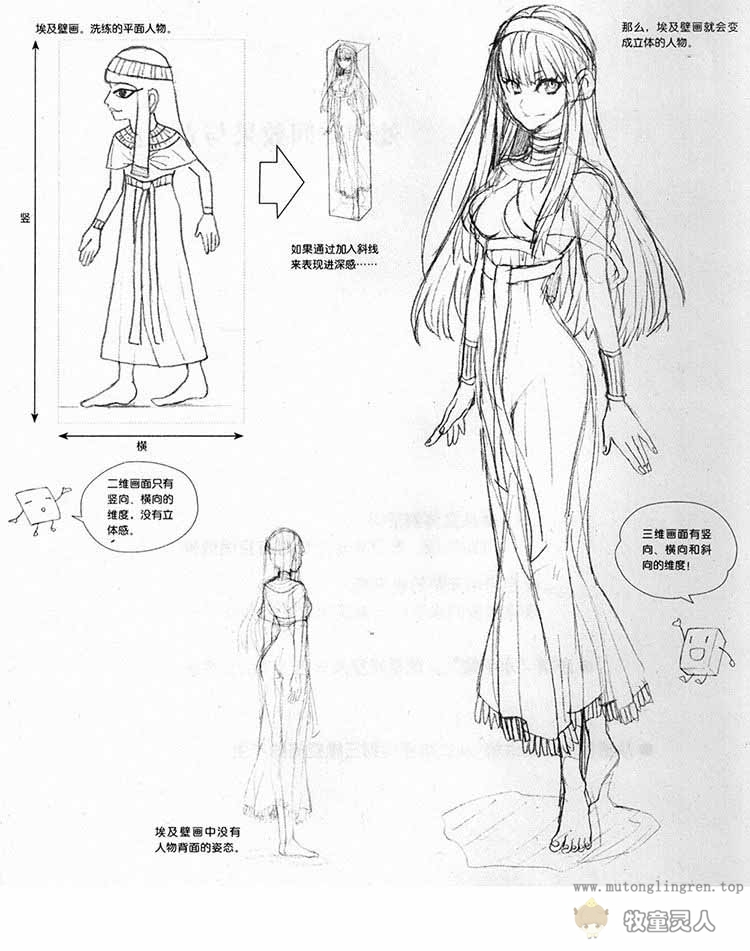 埃及壁画。洗练的平面人物。
那么，埃及壁画就会变
成立体的人物。
竖
如果通过加入斜线
来表现进深感……
横
二维画面只有
竖向、横向的
维度，没有立
体感。
三维画面有竖
向、横向和斜
向的维度！
埃及壁画中没有
人物背面的姿态。
www.mutonglingren.top
牧童灵人